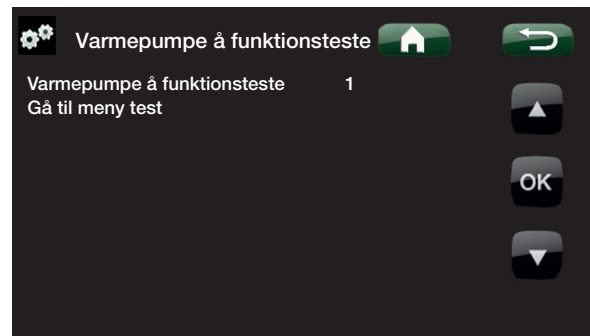 Varmepumpe å funktionsteste
Varmepumpe å funktionsteste 1
Gå til meny test
OK